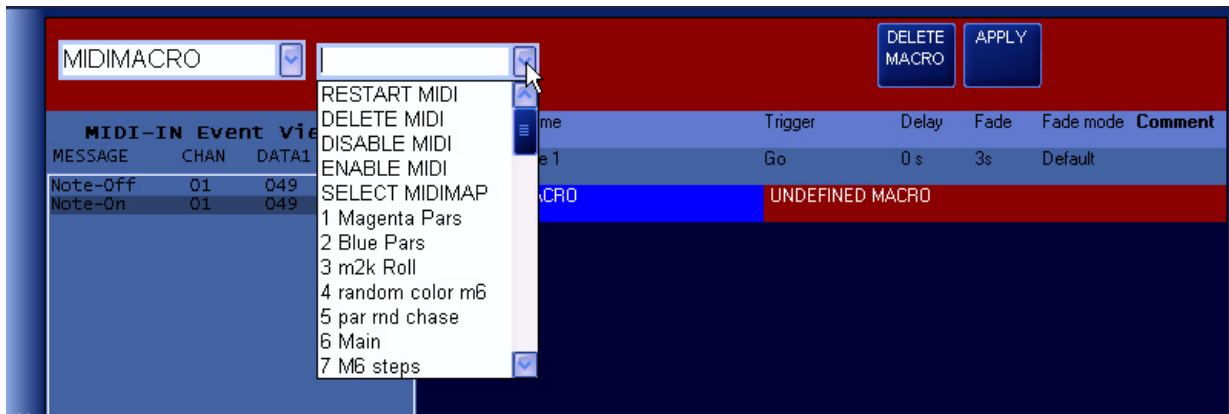 MIDIMACRO
DELETE MACRO
APPLY
RESTART MIDI
DELETE MIDI
DISABLE MIDI
ENABLE MIDI
SELECT MIDIMAP
1 Magenta Pars
2 Blue Pars
3 m2k Roll
4 random color m6
5 par rnd chase
6 Main
7 M6 steps
MIDI-IN Event Vie
MESSAGE CHAN DATA1
Note-Off 01 049
Note-On 01 049
me Trigger Delay Fade Fade mode Comment
e 1 Go 0 s 3s Default
ACRO UNDEFINED MACRO